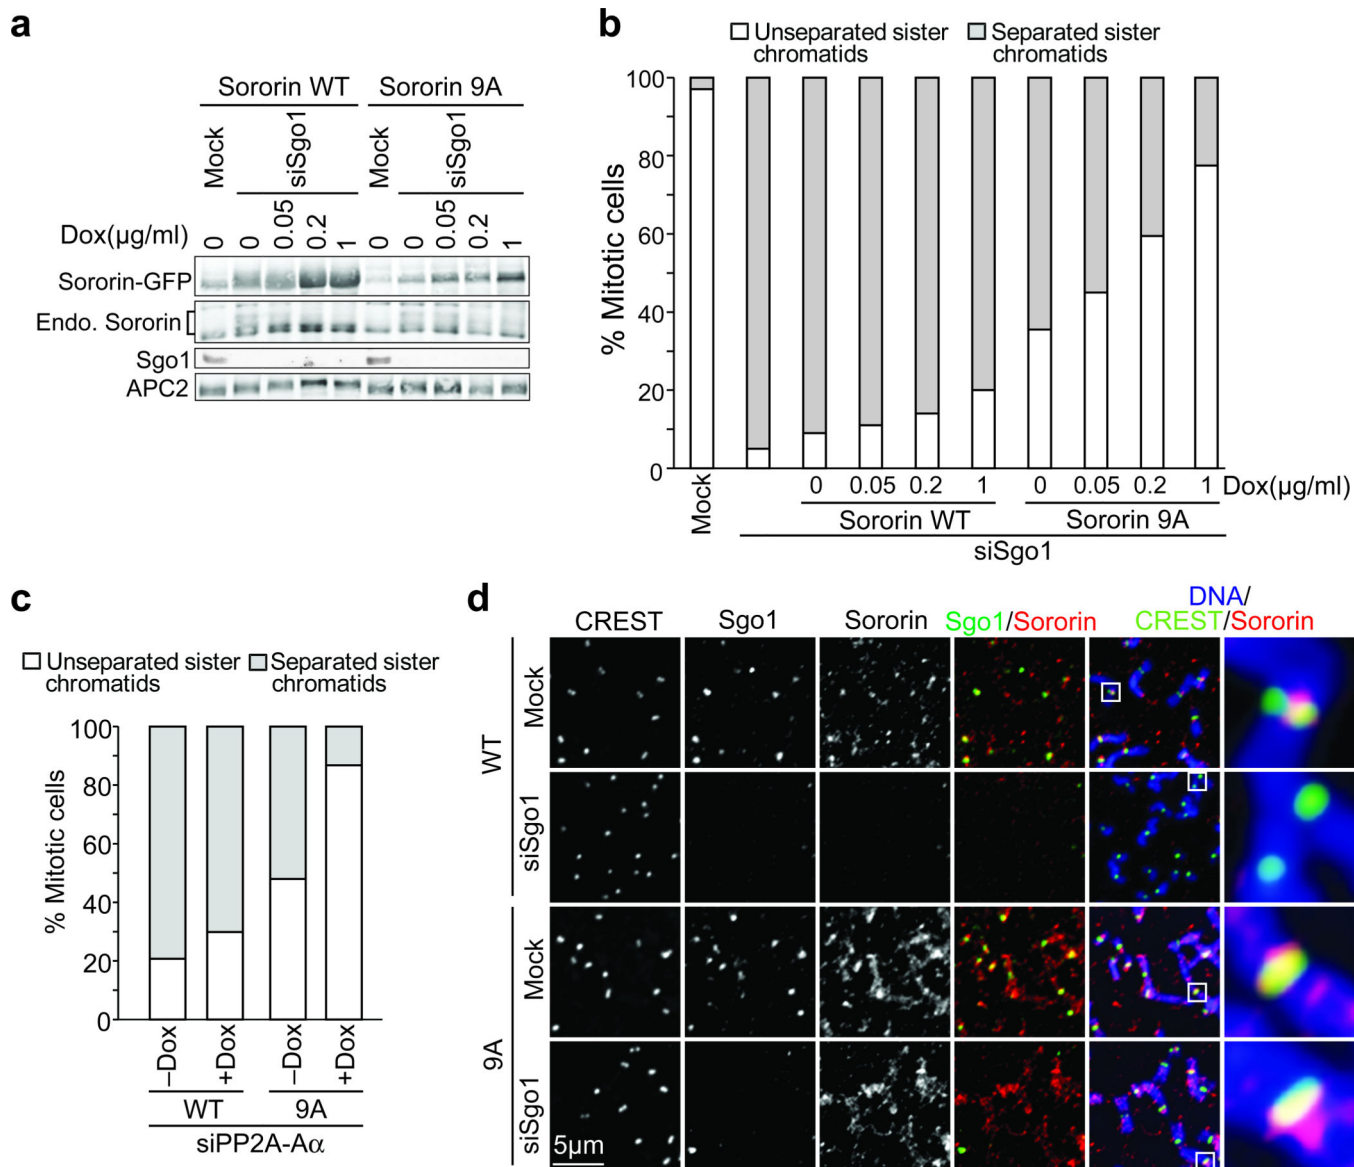 a
Sororin WT Sororin 9A
Mock siSgo1 Mock siSgo1
Dox(µg/ml) 0 0 0.05 0.2 1 0 0 0.05 0.2 1
Sororin-GFP
Endo. Sororin
Sgo1
APC2
b
Unseparated sister chromatids
Separated sister chromatids
% Mitotic cells
100
80
60
40
20
0
Mock
0 0.05 0.2 1 0 0.05 0.2 1 Dox(µg/ml)
Sororin WT Sororin 9A
siSgo1
c
Unseparated sister chromatids
Separated sister chromatids
% Mitotic cells
100
80
60
40
20
0
–Dox +Dox –Dox +Dox
WT 9A
siPP2A-Aα
d
DNA/
CREST Sgo1 Sororin Sgo1/Sororin CREST/Sororin
WT
Mock
siSgo1
9A
Mock
siSgo1
5µm